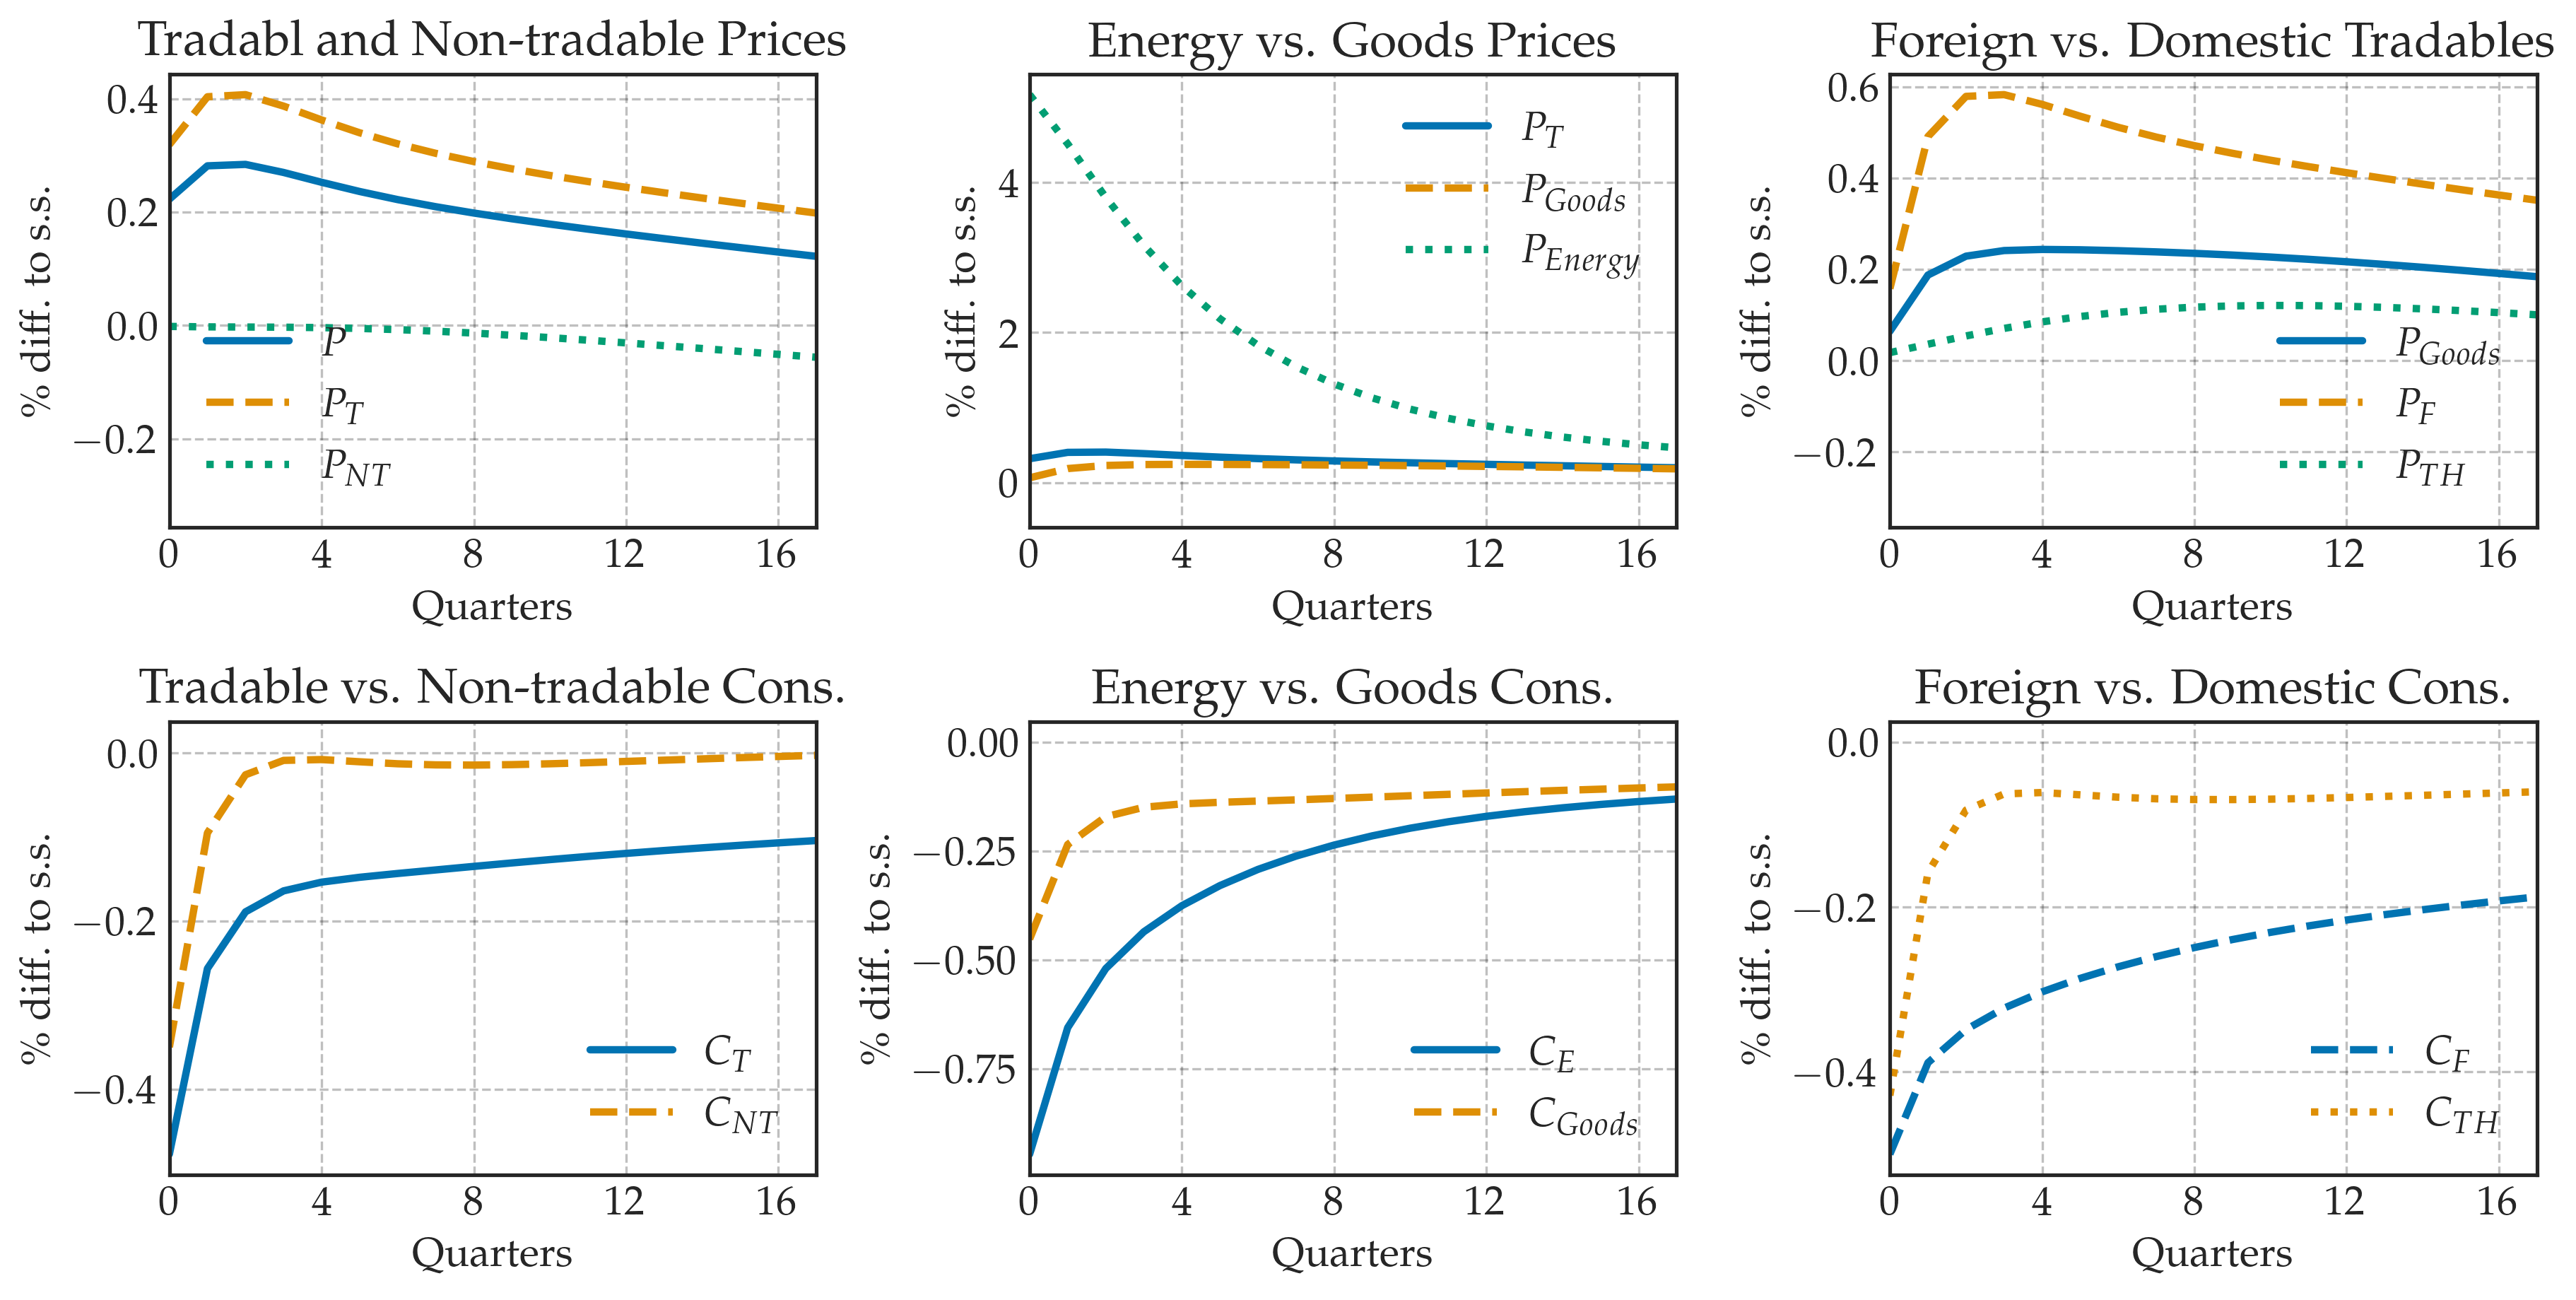 Tradabl and Non-tradable Prices
% diff. to s.s.
0.4
0.2
0.0
−0.2
P
P_T
P_NT
0 4 8 12 16
Quarters
Energy vs. Goods Prices
% diff. to s.s.
4
2
0
P_T
P_Goods
P_Energy
0 4 8 12 16
Quarters
Foreign vs. Domestic Tradables
% diff. to s.s.
0.6
0.4
0.2
0.0
−0.2
P_Goods
P_F
P_TH
0 4 8 12 16
Quarters
Tradable vs. Non-tradable Cons.
% diff. to s.s.
0.0
−0.2
−0.4
C_T
C_NT
0 4 8 12 16
Quarters
Energy vs. Goods Cons.
% diff. to s.s.
0.00
−0.25
−0.50
−0.75
C_E
C_Goods
0 4 8 12 16
Quarters
Foreign vs. Domestic Cons.
% diff. to s.s.
0.0
−0.2
−0.4
C_F
C_TH
0 4 8 12 16
Quarters